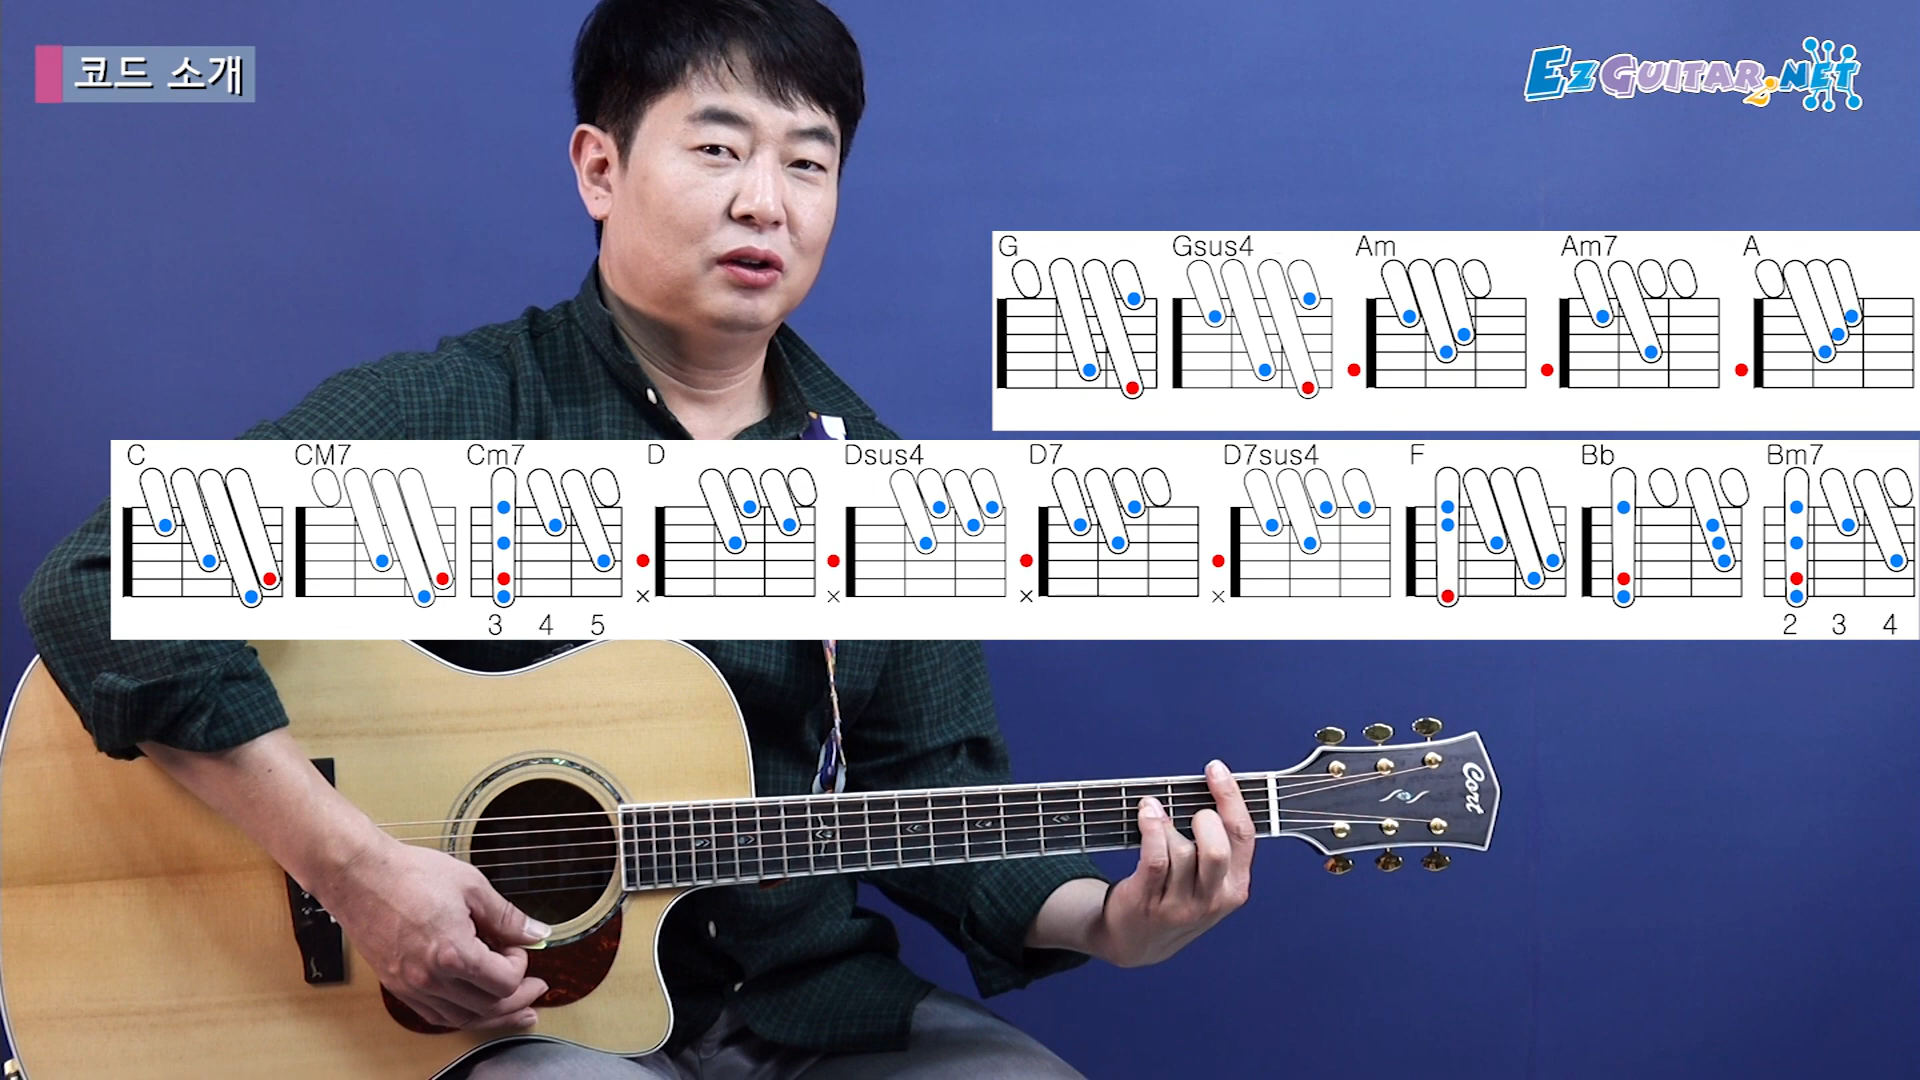 코드 소개
EzGuitar2.NET
G Gsus4 Am Am7 A
C CM7 Cm7 D Dsus4 D7 D7sus4 F Bb Bm7
× × × ×
3 4 5 2 3 4
Cort